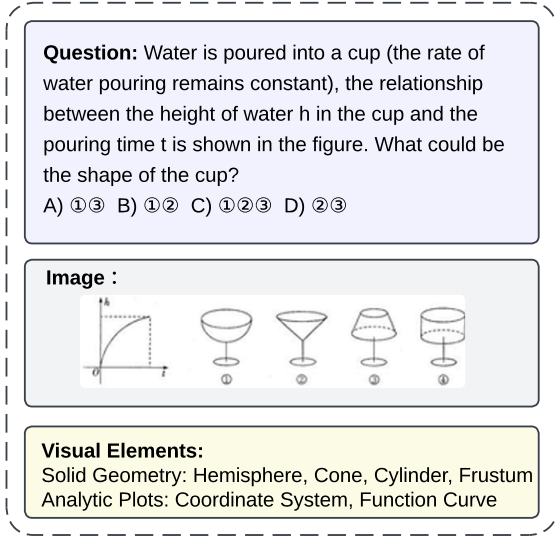 Question: Water is poured into a cup (the rate of
water pouring remains constant), the relationship
between the height of water h in the cup and the
pouring time t is shown in the figure. What could be
the shape of the cup?
A) ①③ B) ①② C) ①②③ D) ②③
Image：
h
O t
① ② ③ ④
Visual Elements:
Solid Geometry: Hemisphere, Cone, Cylinder, Frustum
Analytic Plots: Coordinate System, Function Curve